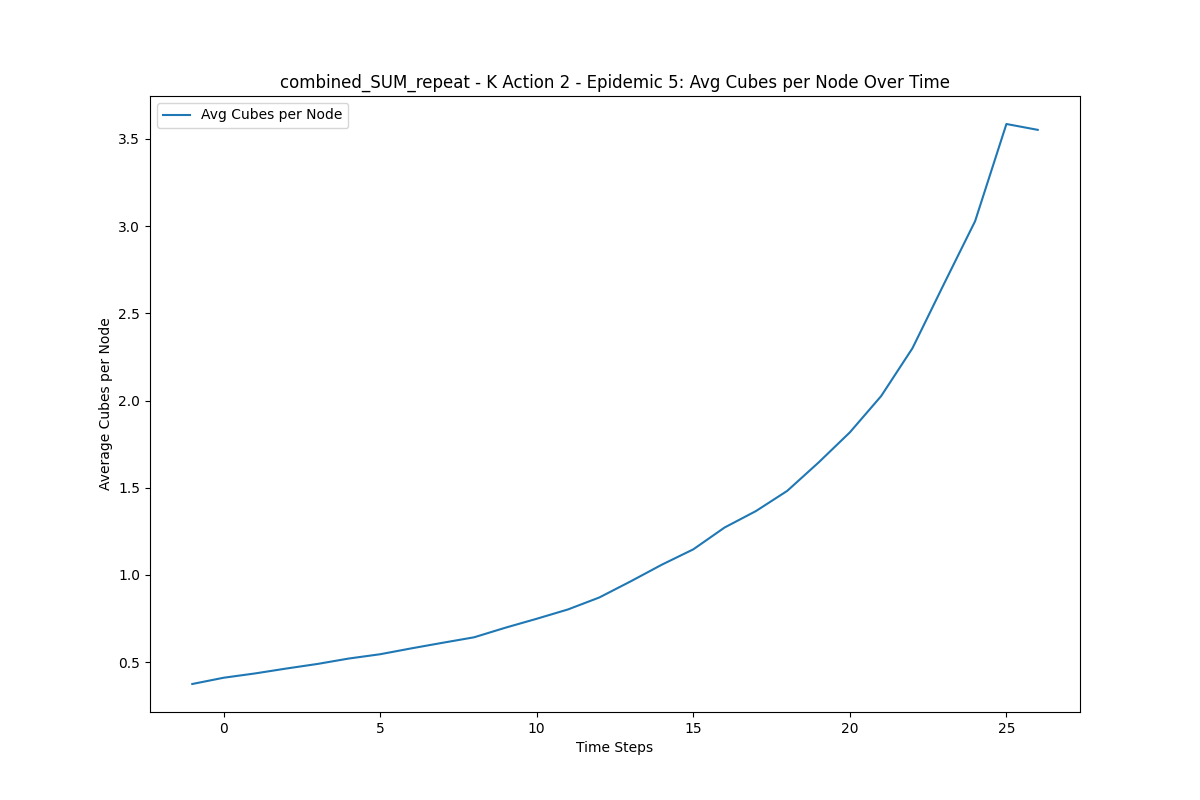 combined_SUM_repeat - K Action 2 - Epidemic 5: Avg Cubes per Node Over Time
Avg Cubes per Node
Average Cubes per Node
3.5
3.0
2.5
2.0
1.5
1.0
0.5
0 5 10 15 20 25
Time Steps